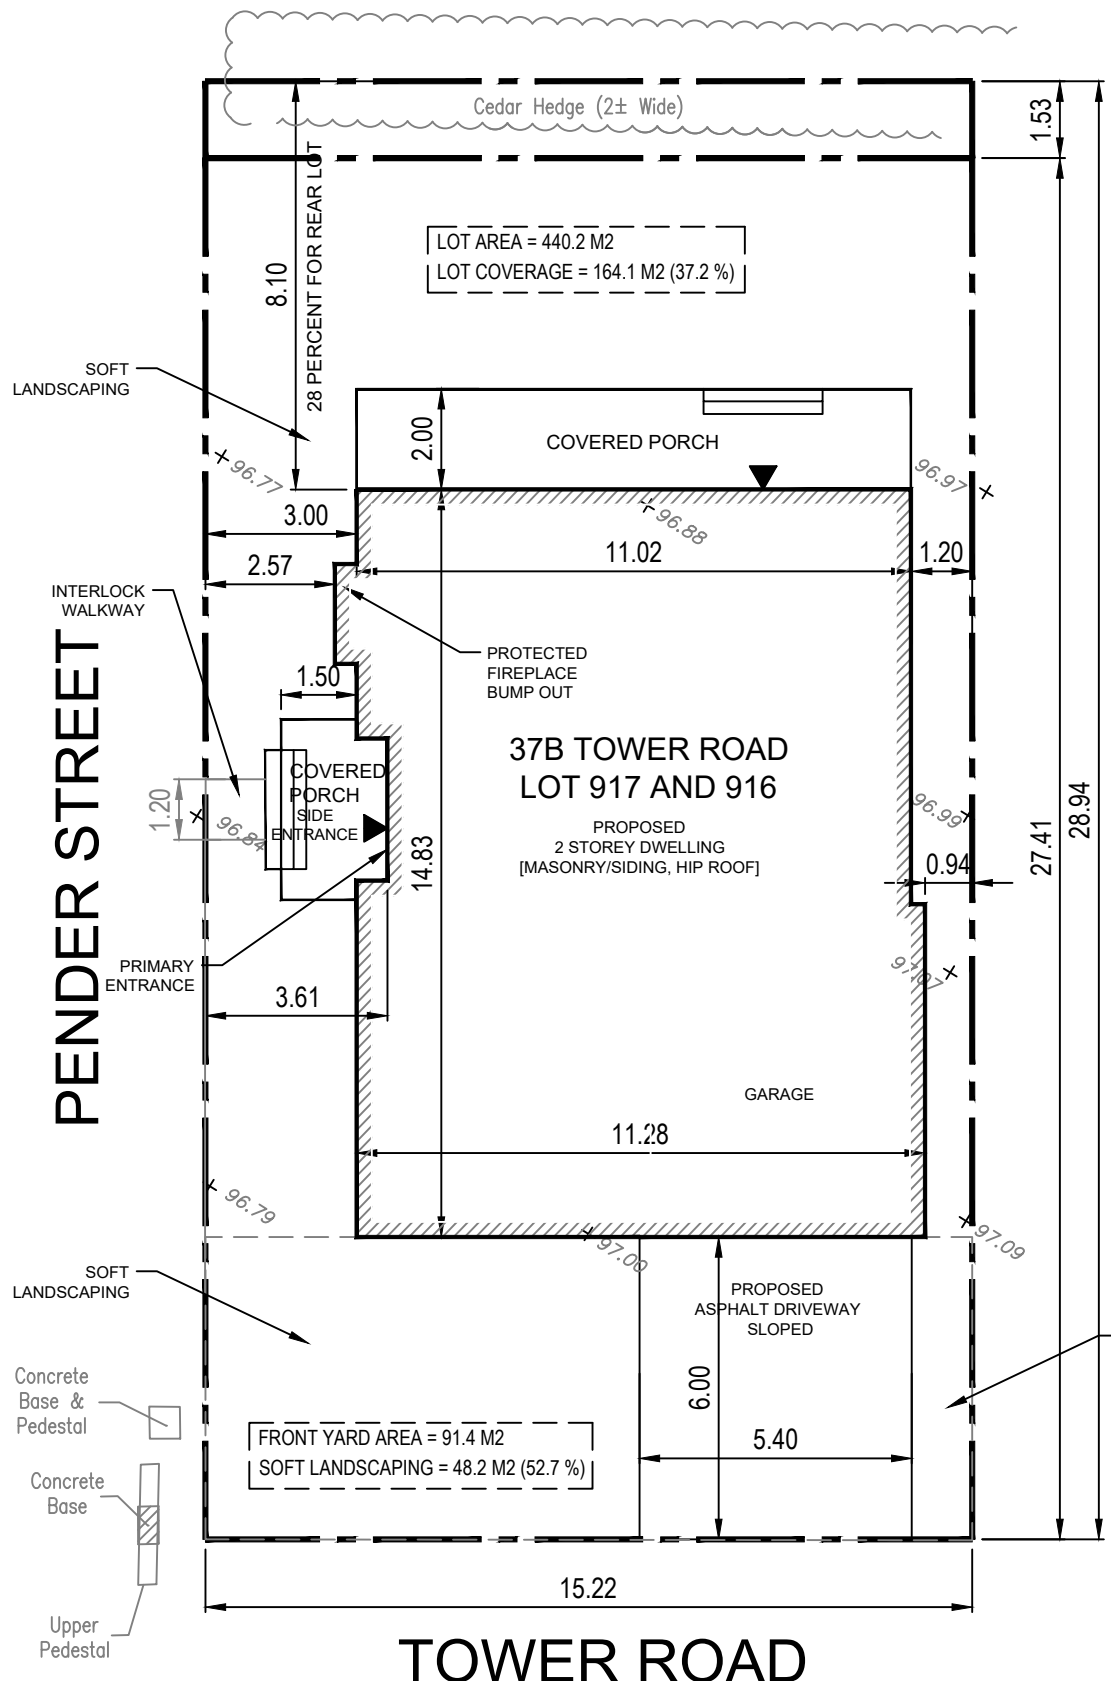 Cedar Hedge (2± Wide)
1.53
28 PERCENT FOR REAR LOT
8.10
LOT AREA = 440.2 M2
LOT COVERAGE = 164.1 M2 (37.2 %)
SOFT
LANDSCAPING
2.00
COVERED PORCH
96.77
96.97
3.00
96.88
11.02
1.20
2.57
INTERLOCK
WALKWAY
PROTECTED
FIREPLACE
BUMP OUT
1.50
PENDER STREET
37B TOWER ROAD
LOT 917 AND 916
COVERED
PORCH
SIDE
ENTRANCE
1.20
96.84
PROPOSED
2 STOREY DWELLING
[MASONRY/SIDING, HIP ROOF]
96.99
14.83
0.94
27.41
28.94
PRIMARY
ENTRANCE
97.07
3.61
GARAGE
11.28
96.79
97.00
97.09
SOFT
LANDSCAPING
PROPOSED
ASPHALT DRIVEWAY
SLOPED
6.00
Concrete
Base &
Pedestal
FRONT YARD AREA = 91.4 M2
SOFT LANDSCAPING = 48.2 M2 (52.7 %)
5.40
Concrete
Base
15.22
Upper
Pedestal
TOWER ROAD